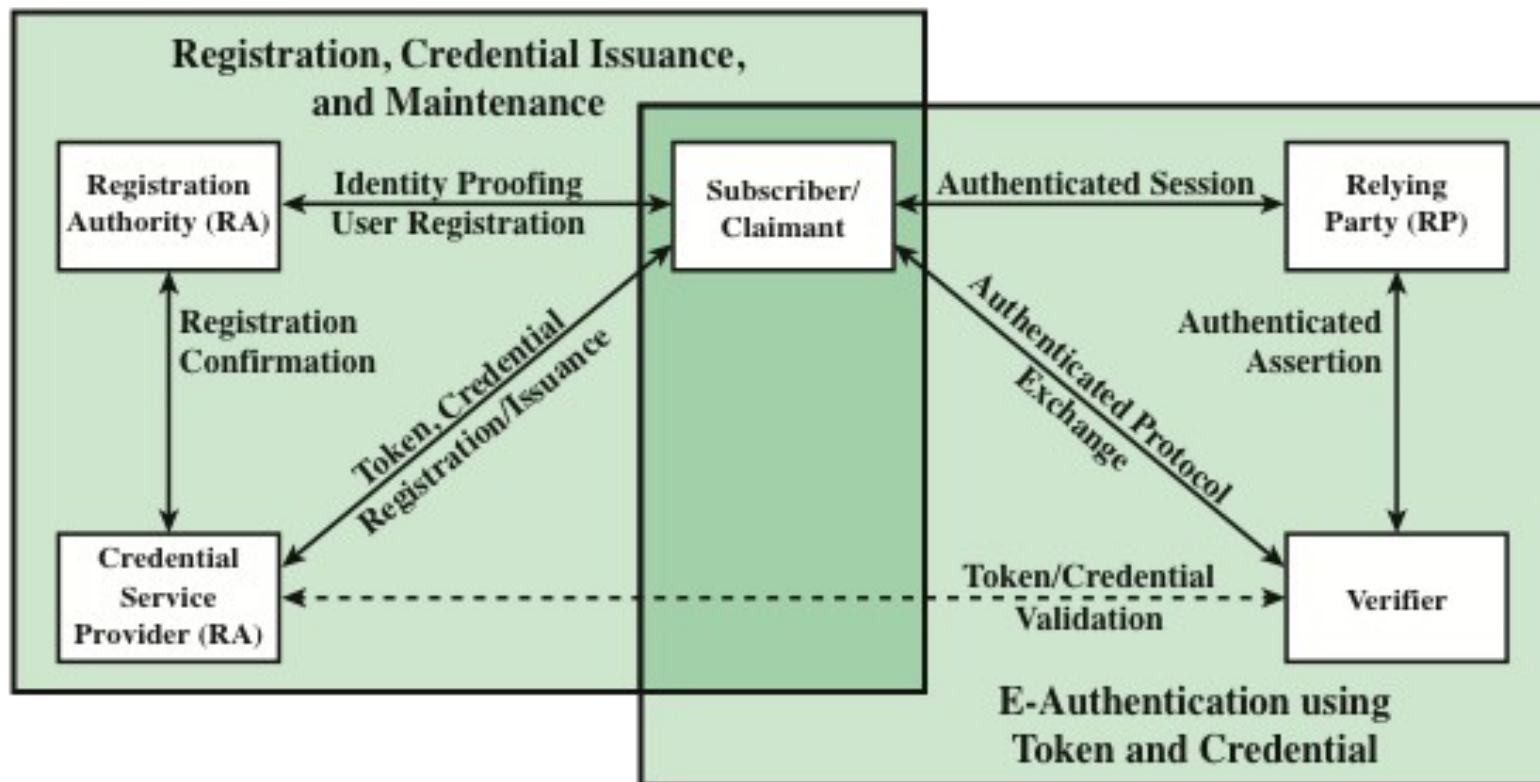 Registration, Credential Issuance,
and Maintenance
Registration
Authority (RA)
Identity Proofing
User Registration
Subscriber/
Claimant
Authenticated Session
Relying
Party (RP)
Registration
Confirmation
Token, Credential
Registration/Issuance
Authenticated Protocol
Exchange
Authenticated
Assertion
Credential
Service
Provider (RA)
Token/Credential
Validation
Verifier
E-Authentication using
Token and Credential